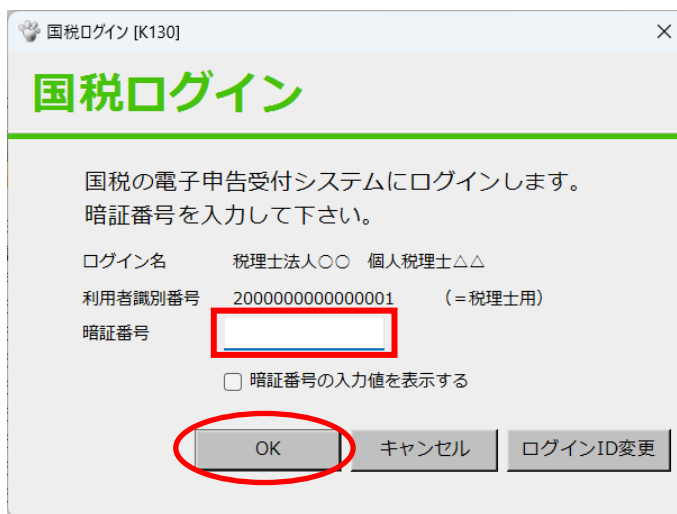 国税ログイン [K130]
国税ログイン
国税の電子申告受付システムにログインします。
暗証番号を入力して下さい。
ログイン名 税理士法人○○ 個人税理士△△
利用者識別番号 2000000000000001 (=税理士用)
暗証番号
暗証番号の入力値を表示する
OK キャンセル ログインID変更